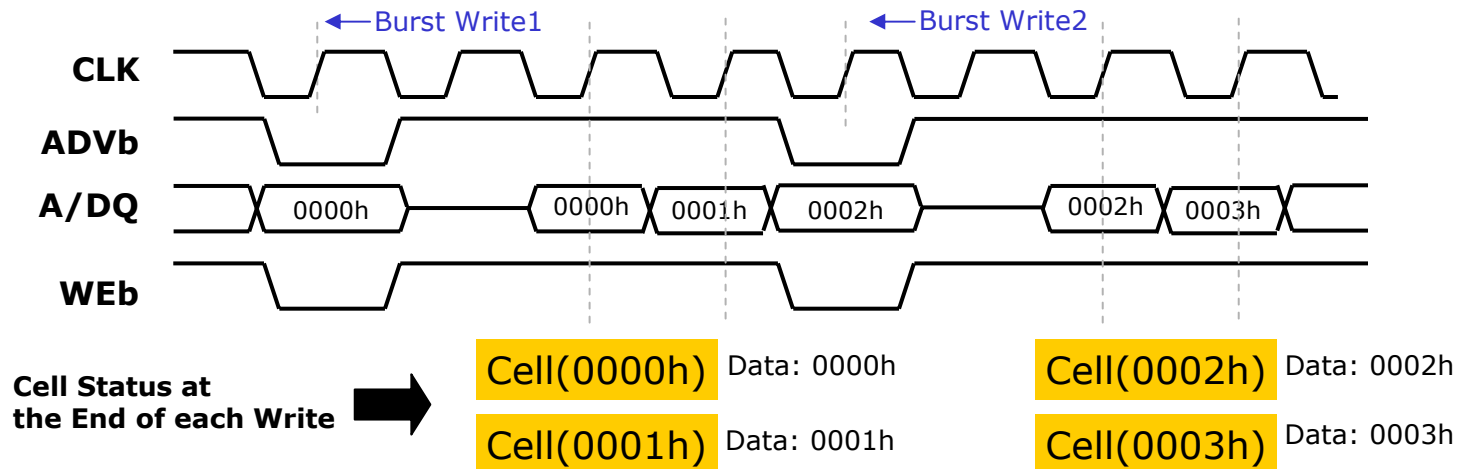 Burst Write1 Burst Write2
CLK
ADVb
A/DQ 0000h 0000h 0001h 0002h 0002h 0003h
WEb
Cell Status at
the End of each Write
Cell(0000h) Data: 0000h Cell(0002h) Data: 0002h
Cell(0001h) Data: 0001h Cell(0003h) Data: 0003h